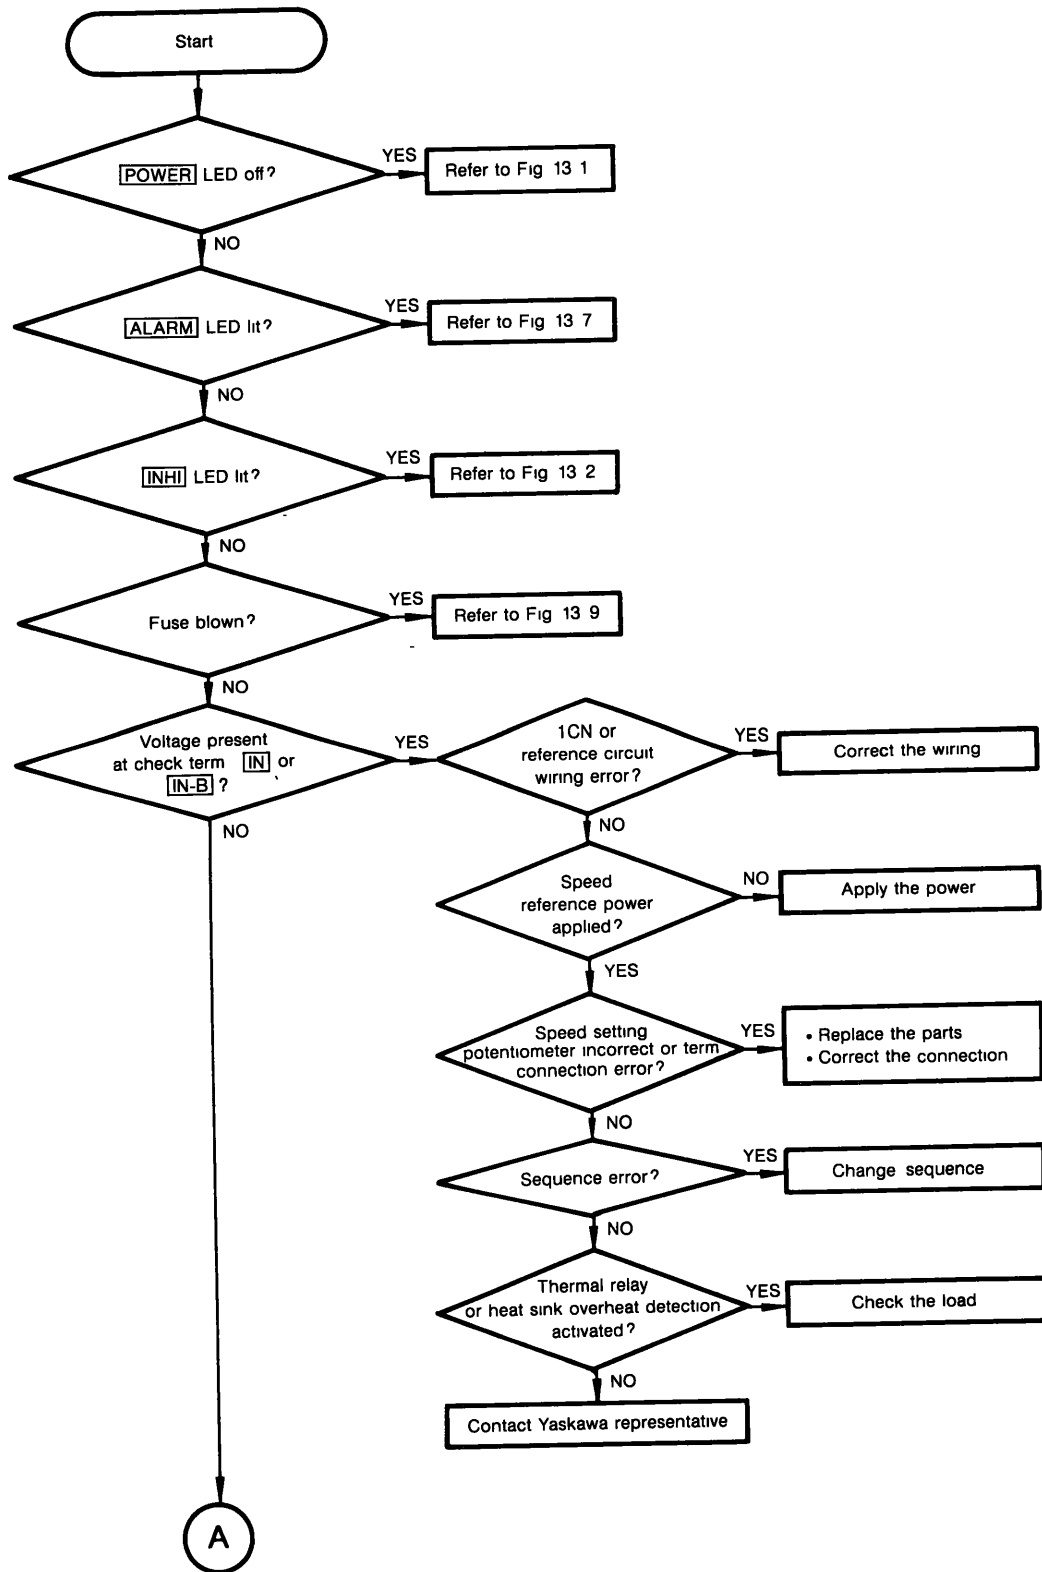 Start
POWER LED off?
YES
Refer to Fig 13 1
NO
ALARM LED lit?
YES
Refer to Fig 13 7
NO
INHI LED lit?
YES
Refer to Fig 13 2
NO
Fuse blown?
YES
Refer to Fig 13 9
NO
Voltage present
at check term IN or
IN-B ?
YES
NO
1CN or
reference circuit
wiring error?
YES
Correct the wiring
NO
Speed
reference power
applied?
NO
Apply the power
YES
Speed setting
potentiometer incorrect or term
connection error?
YES
• Replace the parts
• Correct the connection
NO
Sequence error?
YES
Change sequence
NO
Thermal relay
or heat sink overheat detection
activated?
YES
Check the load
NO
Contact Yaskawa representative
A